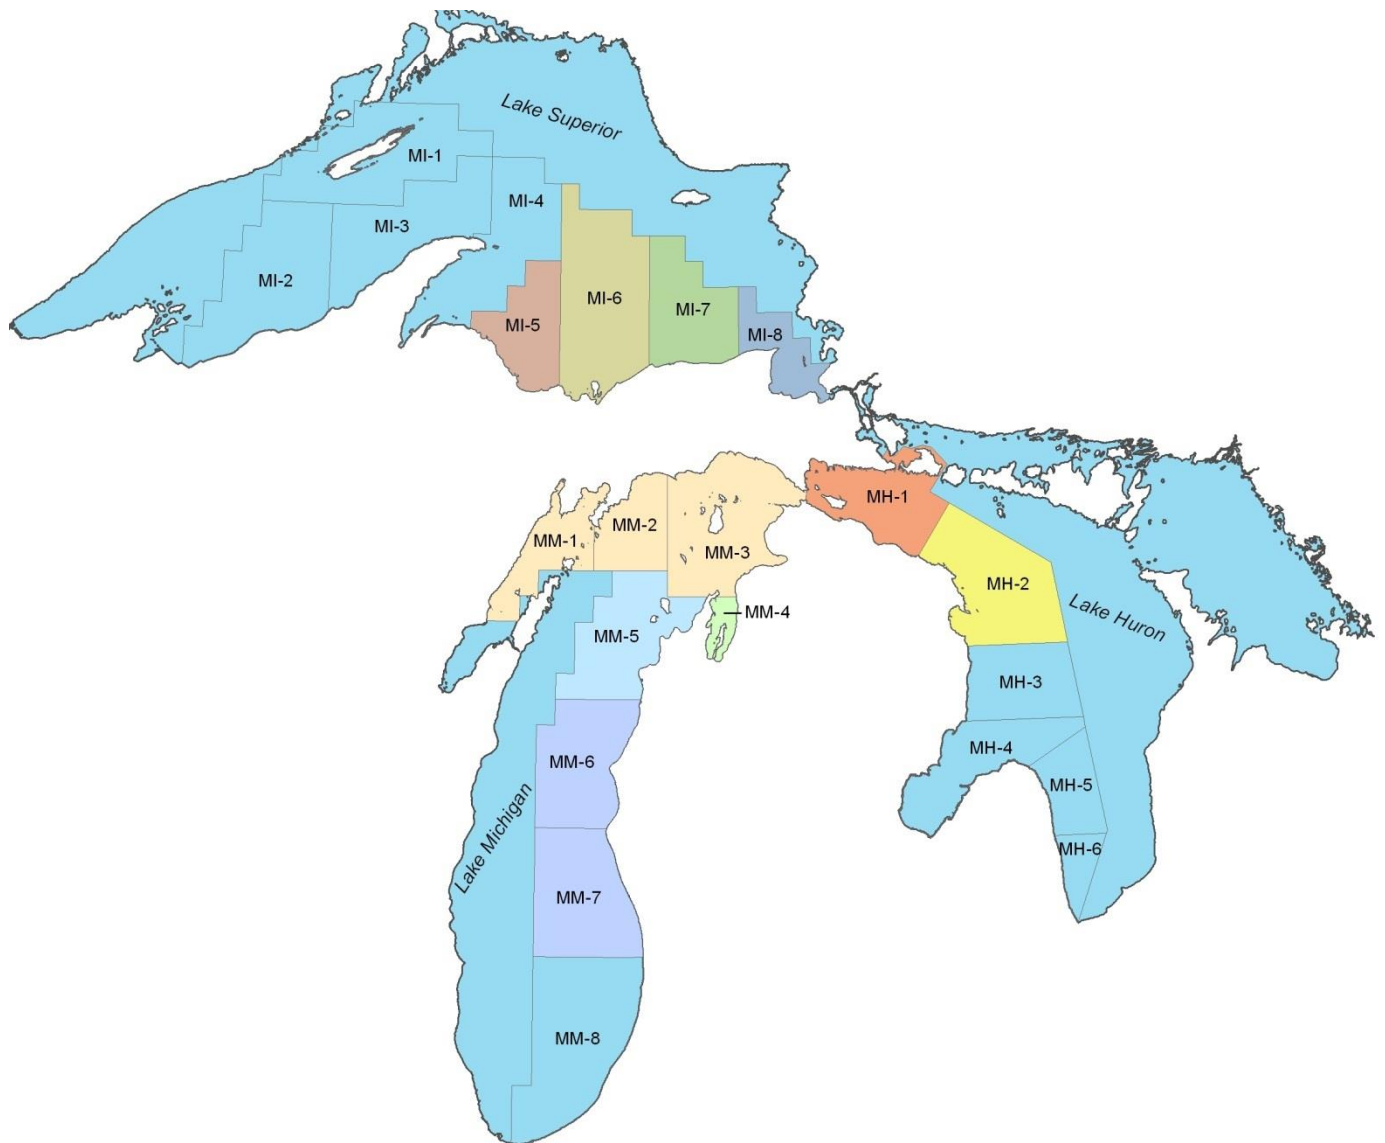 Lake Superior
MI-1
MI-4
MI-3
MI-2
MI-6
MI-7
MI-5
MI-8
MH-1
MM-2
MM-1
MM-3
MH-2
MM-4
Lake Huron
MM-5
MH-3
MH-4
MM-6
MH-5
Lake Michigan
MH-6
MM-7
MM-8